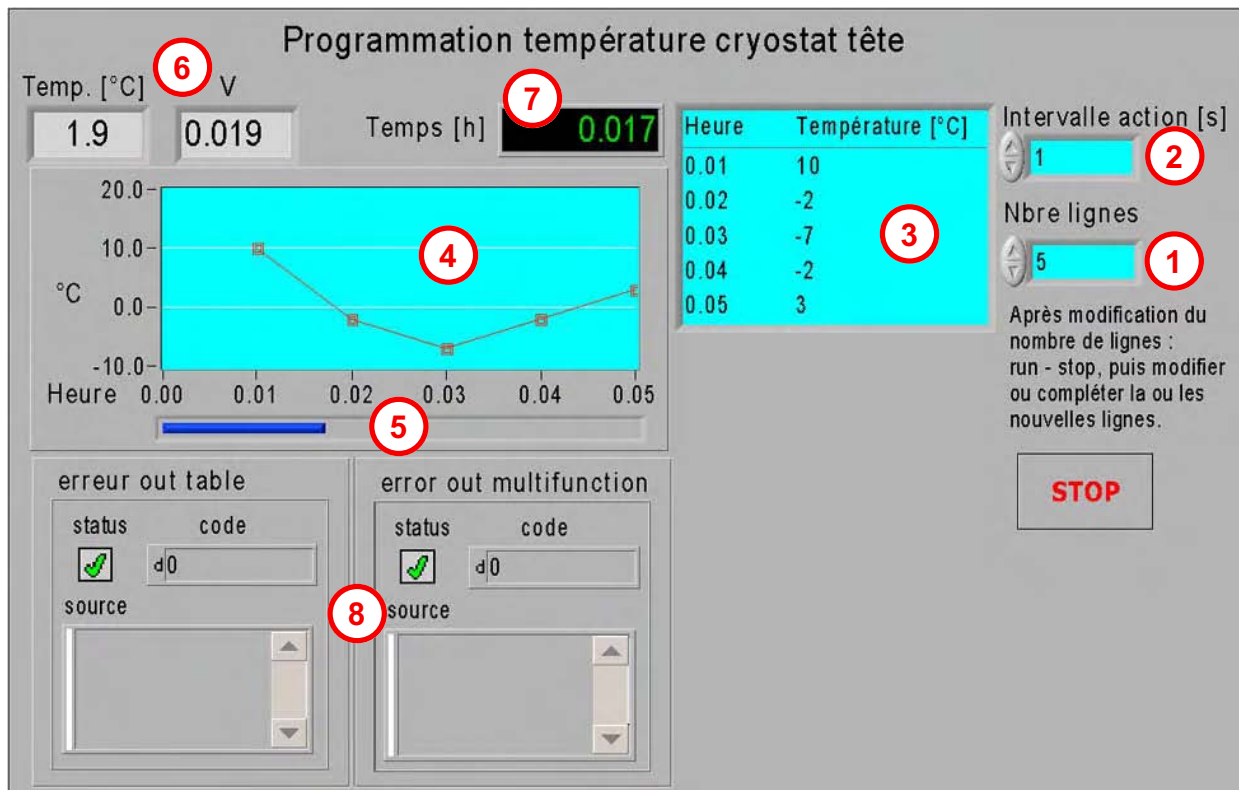 Programmation température cryostat tête
6
Temp. [°C] V
7
1.9 0.019 Temps [h] 0.017
Heure Température [°C]
0.01 10
0.02 -2
0.03 -7
0.04 -2
0.05 3
3
Intervalle action [s]
1 2
Nbre lignes
5 1
Après modification du
nombre de lignes :
run - stop, puis modifier
ou compléter la ou les
nouvelles lignes.
STOP
20.0
10.0
4
°C 0.0
-10.0
Heure 0.00 0.01 0.02 0.03 0.04 0.05
5
erreur out table
status code
d 0
source
8
error out multifunction
status code
d 0
source